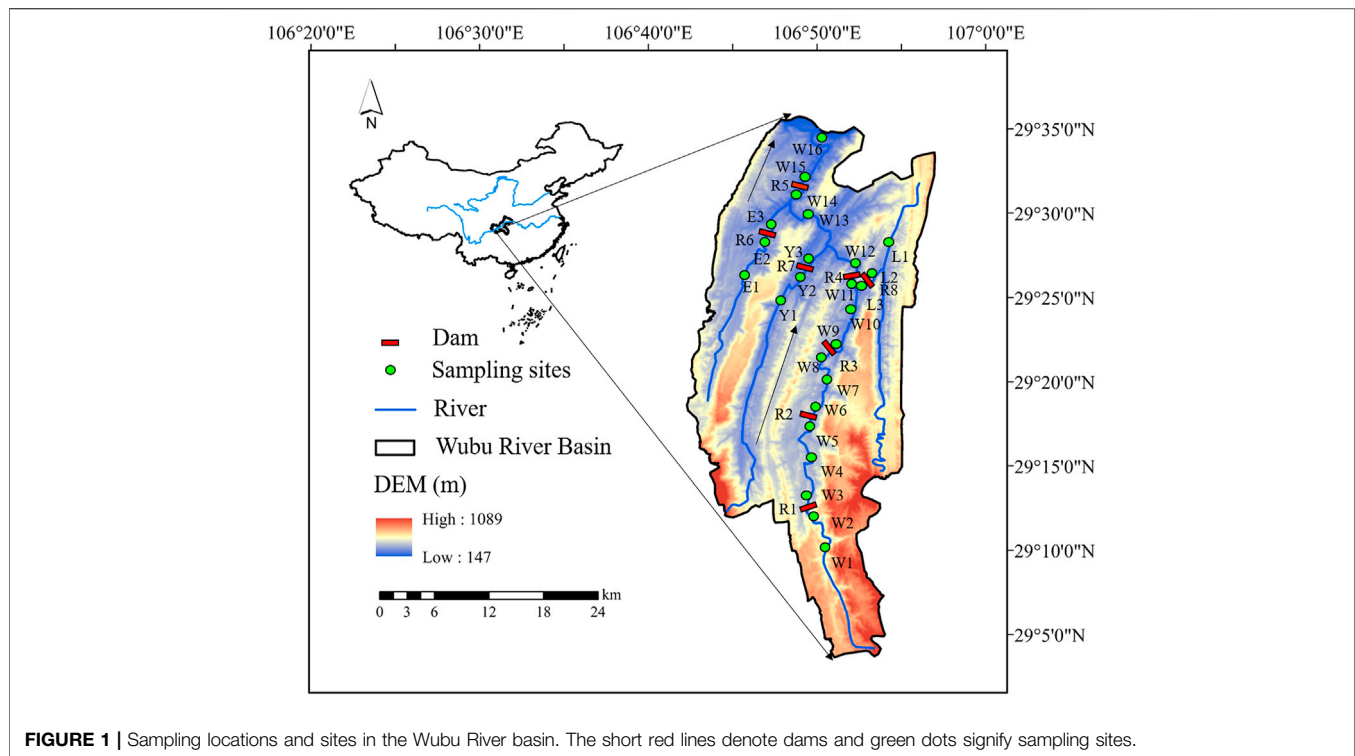 106°20'0"E 106°30'0"E 106°40'0"E 106°50'0"E 107°0'0"E
N
29°35'0"N
29°30'0"N
29°25'0"N
29°20'0"N
29°15'0"N
29°10'0"N
29°5'0"N
W16
W15
R5
W14
W13
E3
R6
E2
E1
Y3
R7
Y2
Y1
W12
R4
W11
L1
L2
R8
L3
W10
W9
R3
W8
W7
W6
R2
W5
W4
W3
R1
W2
W1
Dam
Sampling sites
River
Wubu River Basin
DEM (m)
High : 1089
Low : 147
km
0 3 6 12 18 24
FIGURE 1 | Sampling locations and sites in the Wubu River basin. The short red lines denote dams and green dots signify sampling sites.